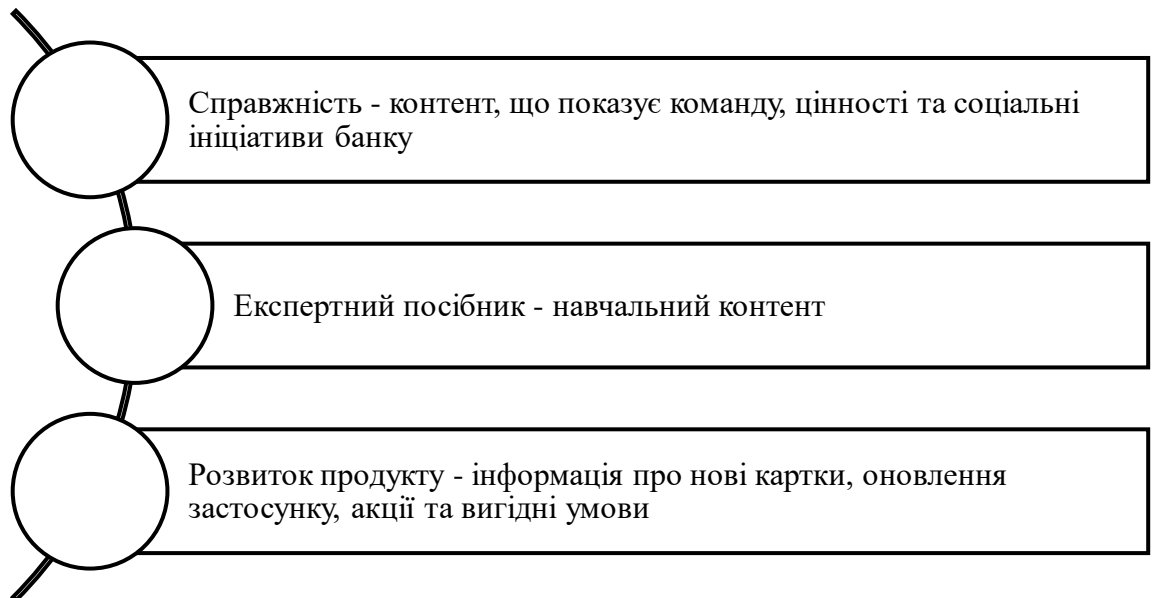 Справжність - контент, що показує команду, цінності та соціальні
ініціативи банку
Експертний посібник - навчальний контент
Розвиток продукту - інформація про нові картки, оновлення
застосунку, акції та вигідні умови